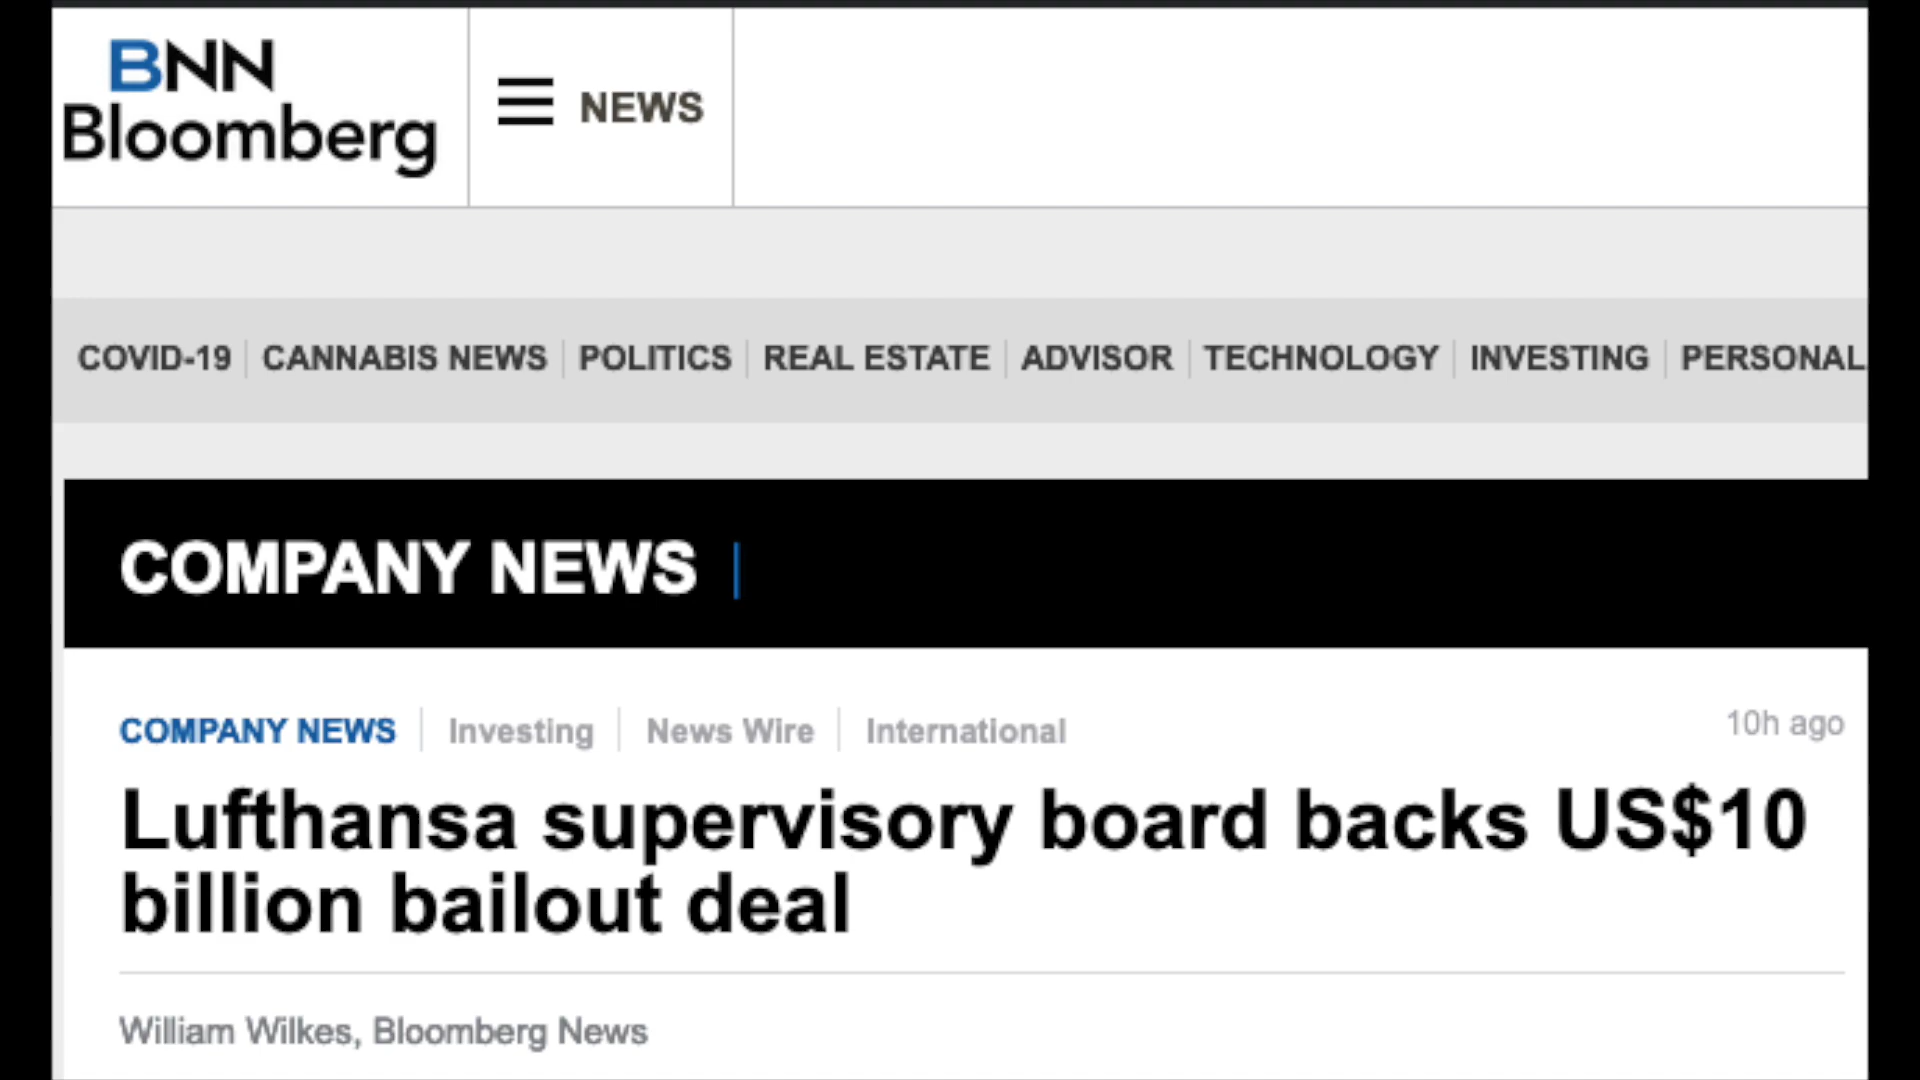 BNN
Bloomberg
NEWS
COVID-19 CANNABIS NEWS POLITICS REAL ESTATE ADVISOR TECHNOLOGY INVESTING PERSONAL
COMPANY NEWS
COMPANY NEWS Investing News Wire International
10h ago
Lufthansa supervisory board backs US$10
billion bailout deal
William Wilkes, Bloomberg News